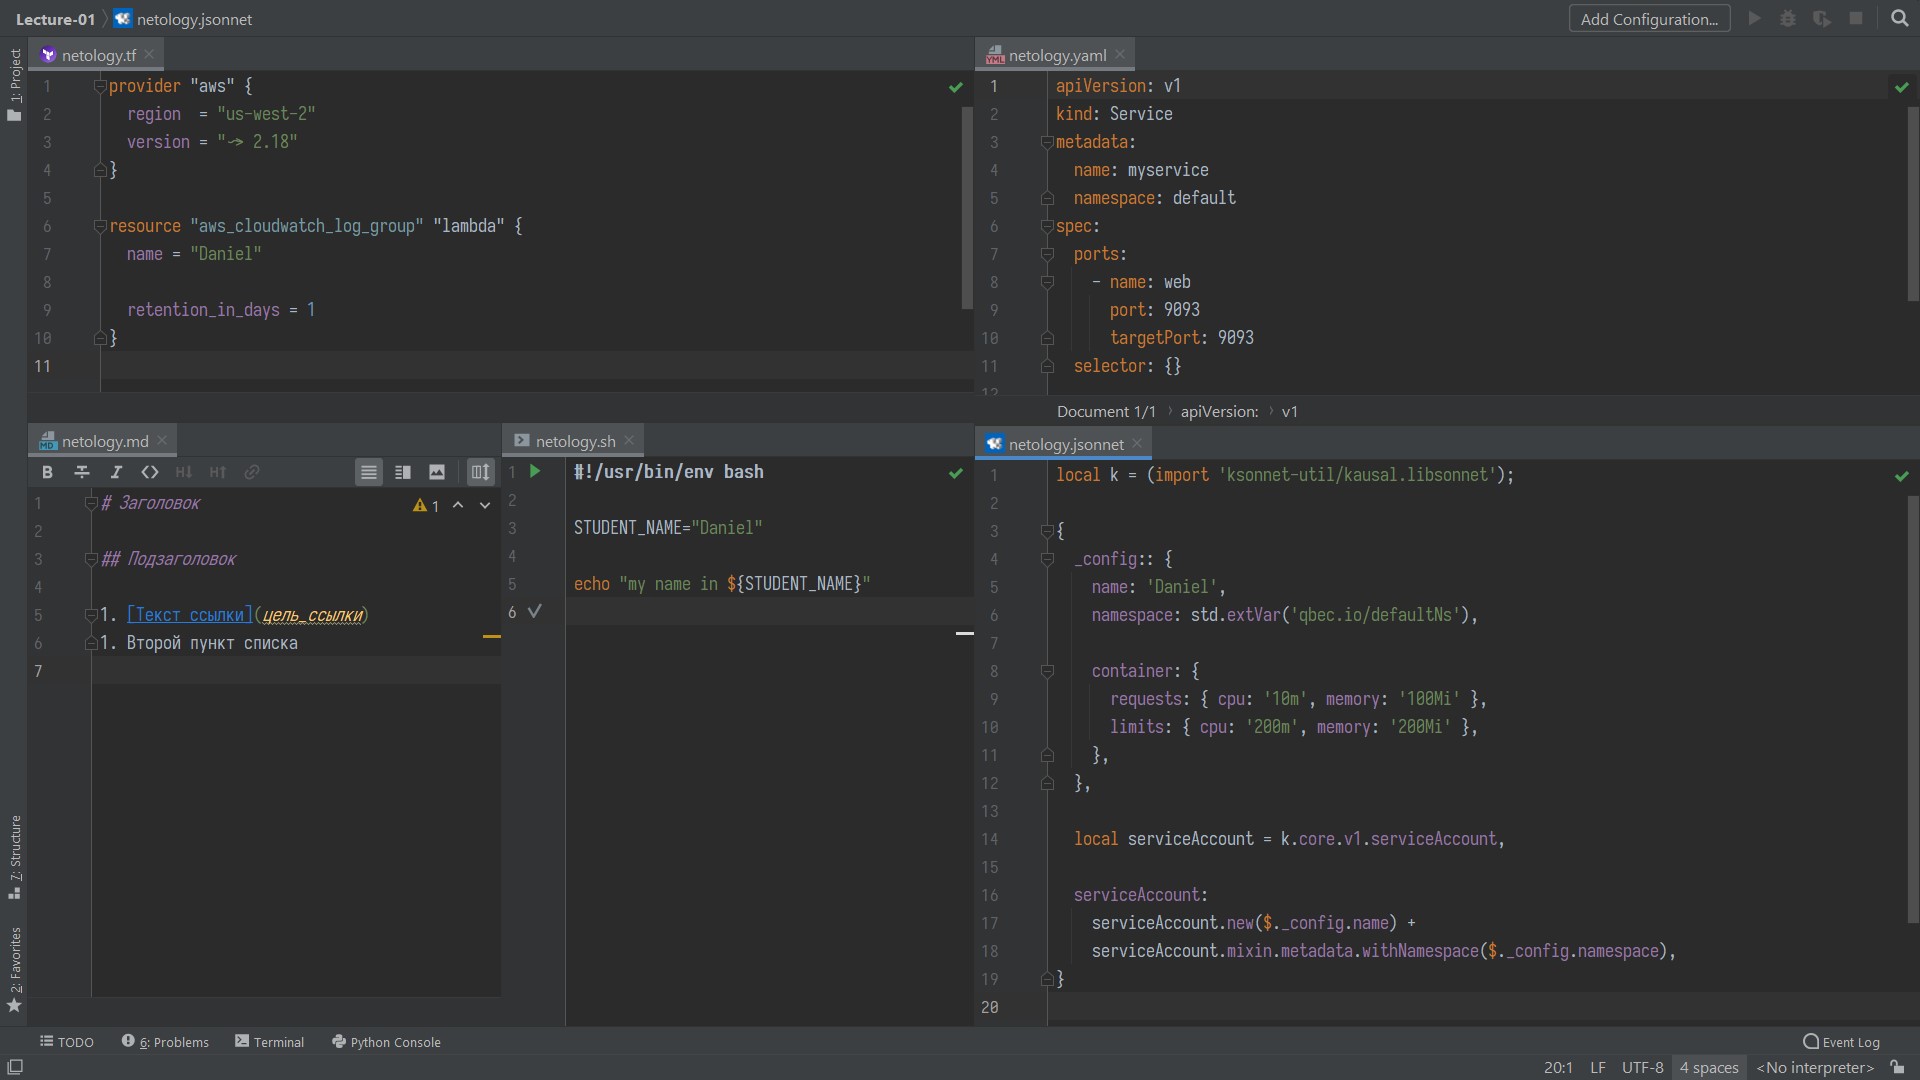 Lecture-01 netology.jsonnet
Add Configuration...
1: Project
netology.tf
1 provider "aws" {
2   region  = "us-west-2"
3   version = "~> 2.18"
4 }
5
6 resource "aws_cloudwatch_log_group" "lambda" {
7   name = "Daniel"
8
9   retention_in_days = 1
10 }
11
netology.yaml
1 apiVersion: v1
2 kind: Service
3 metadata:
4   name: myservice
5   namespace: default
6 spec:
7   ports:
8     - name: web
9       port: 9093
10       targetPort: 9093
11   selector: {}
12
Document 1/1 › apiVersion: › v1
netology.md
B I <> H↓ H↑
1
1 # Заголовок
2
3 ## Подзаголовок
4
5 1. [Текст ссылки](цель_ссылки)
6 1. Второй пункт списка
7
netology.sh
1 #!/usr/bin/env bash
2
3 STUDENT_NAME="Daniel"
4
5 echo "my name in ${STUDENT_NAME}"
6
netology.jsonnet
1 local k = (import 'ksonnet-util/kausal.libsonnet');
2
3 {
4   _config:: {
5     name: 'Daniel',
6     namespace: std.extVar('qbec.io/defaultNs'),
7
8     container: {
9       requests: { cpu: '10m', memory: '100Mi' },
10       limits: { cpu: '200m', memory: '200Mi' },
11     },
12   },
13
14   local serviceAccount = k.core.v1.serviceAccount,
15
16   serviceAccount:
17     serviceAccount.new($._config.name) +
18     serviceAccount.mixin.metadata.withNamespace($._config.namespace),
19 }
20
7: Structure
2: Favorites
TODO 6: Problems Terminal Python Console Event Log
20:1 LF UTF-8 4 spaces <No interpreter>